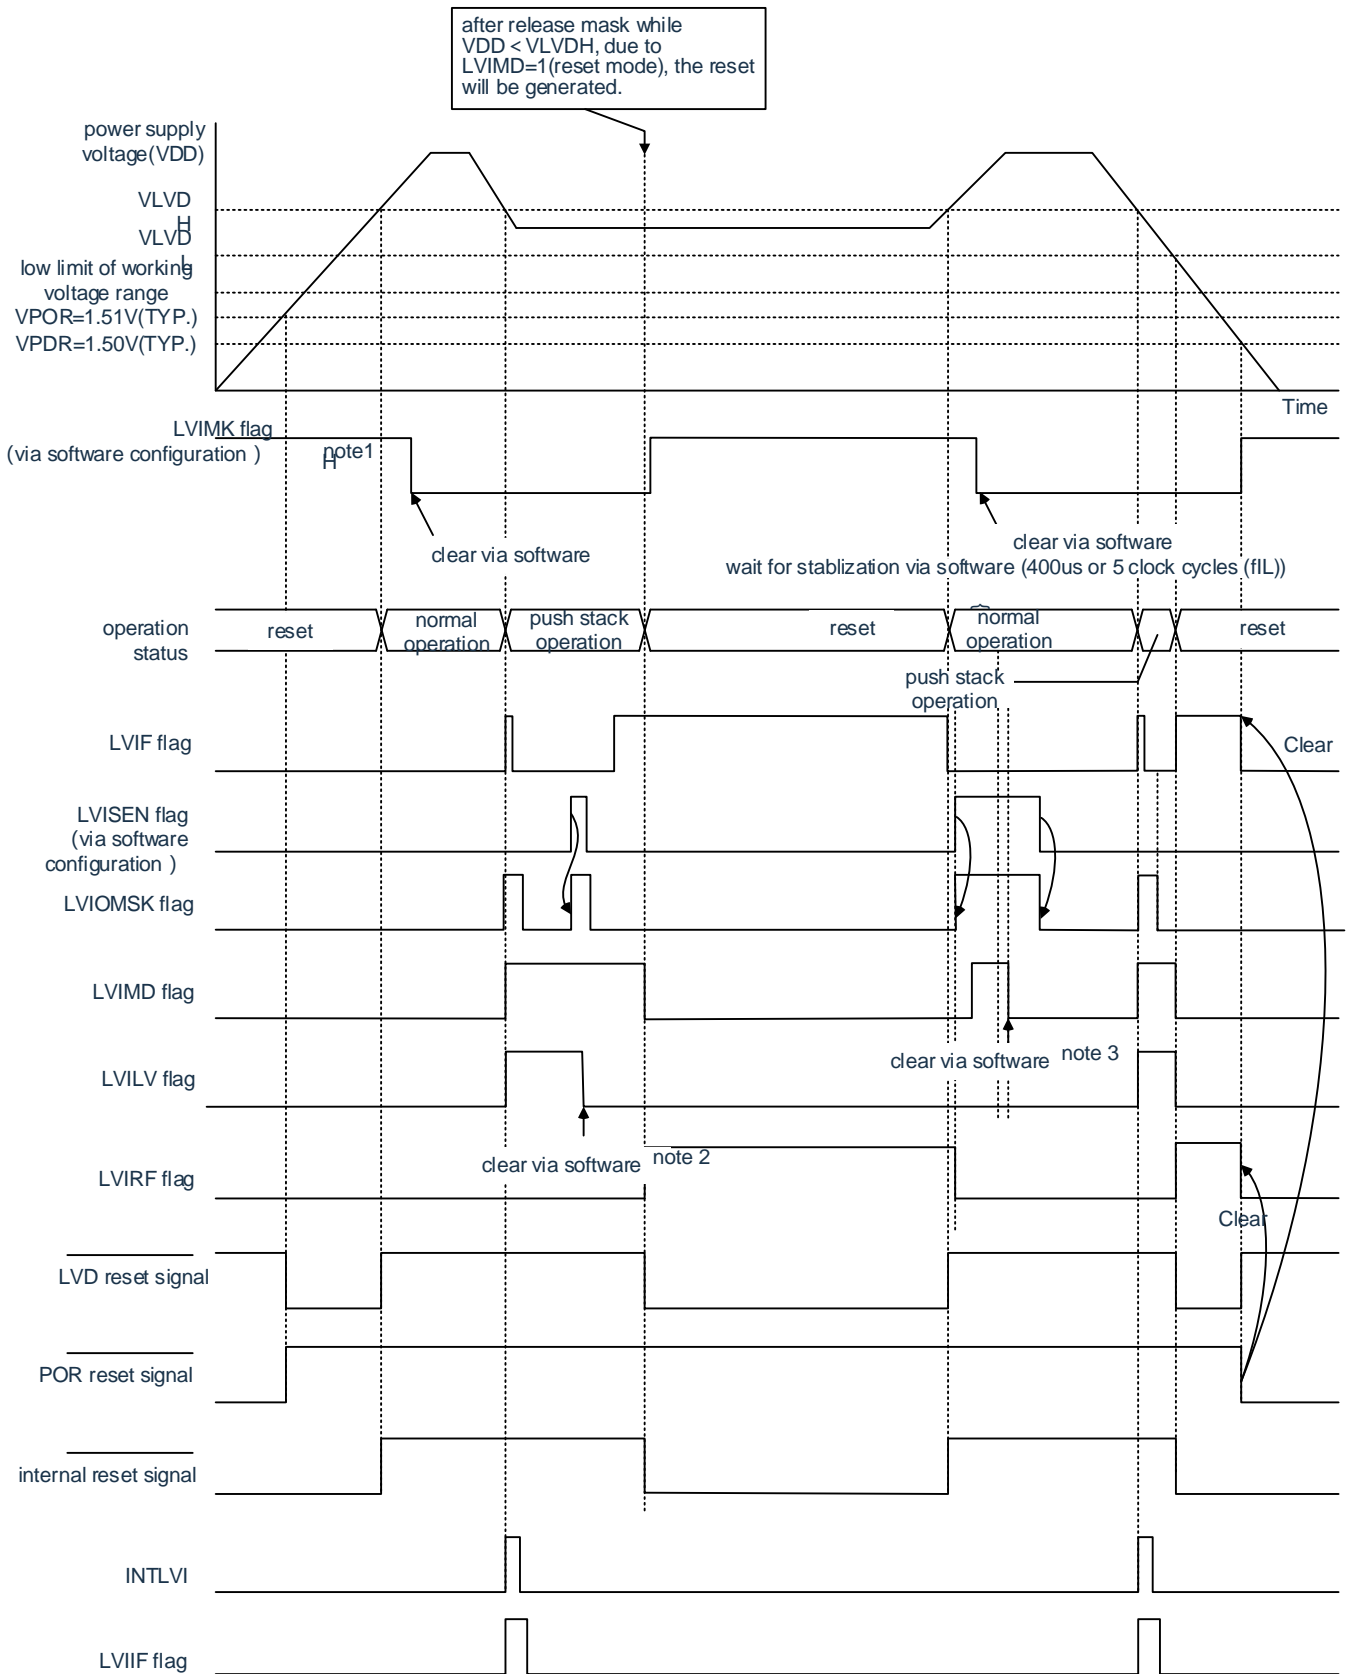 after release mask while
VDD < VLVDH, due to
LVIMD=1(reset mode), the reset
will be generated.
power supply
voltage(VDD)
VLVD
H
VLVD
L
low limit of working
voltage range
VPOR=1.51V(TYP.)
VPDR=1.50V(TYP.)
Time
LVIMK flag
(via software configuration )
note1
H
clear via software
clear via software
wait for stablization via software (400us or 5 clock cycles (fIL))
operation
status
reset
normal
operation
push stack
operation
reset
normal
operation
reset
push stack
operation
LVIF flag
Clear
LVISEN flag
(via software
configuration )
LVIOMSK flag
LVIMD flag
clear via software
note 3
LVILV flag
clear via software
note 2
LVIRF flag
Clear
LVD reset signal
POR reset signal
internal reset signal
INTLVI
LVIIF flag